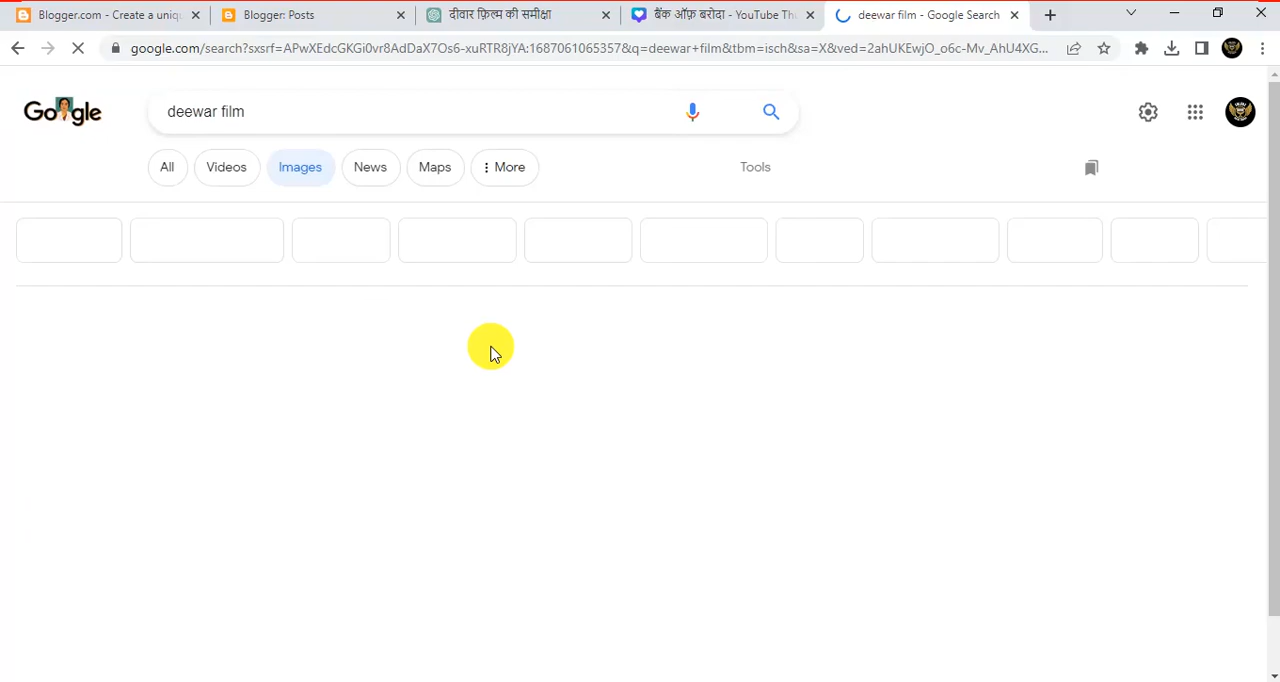 Blogger.com - Create a uniqu
Blogger: Posts
दीवार फ़िल्म की समीक्षा
बैंक ऑफ़ बरोदा - YouTube Thu
deewar film - Google Search
google.com/search?sxsrf=APwXEdcGKGi0vr8AdDaX7Os6-xuRTR8jYA:1687061065357&q=deewar+film&tbm=isch&sa=X&ved=2ahUKEwjO_o6c-Mv_AhU4XG...
Google
deewar film
All
Videos
Images
News
Maps
More
Tools